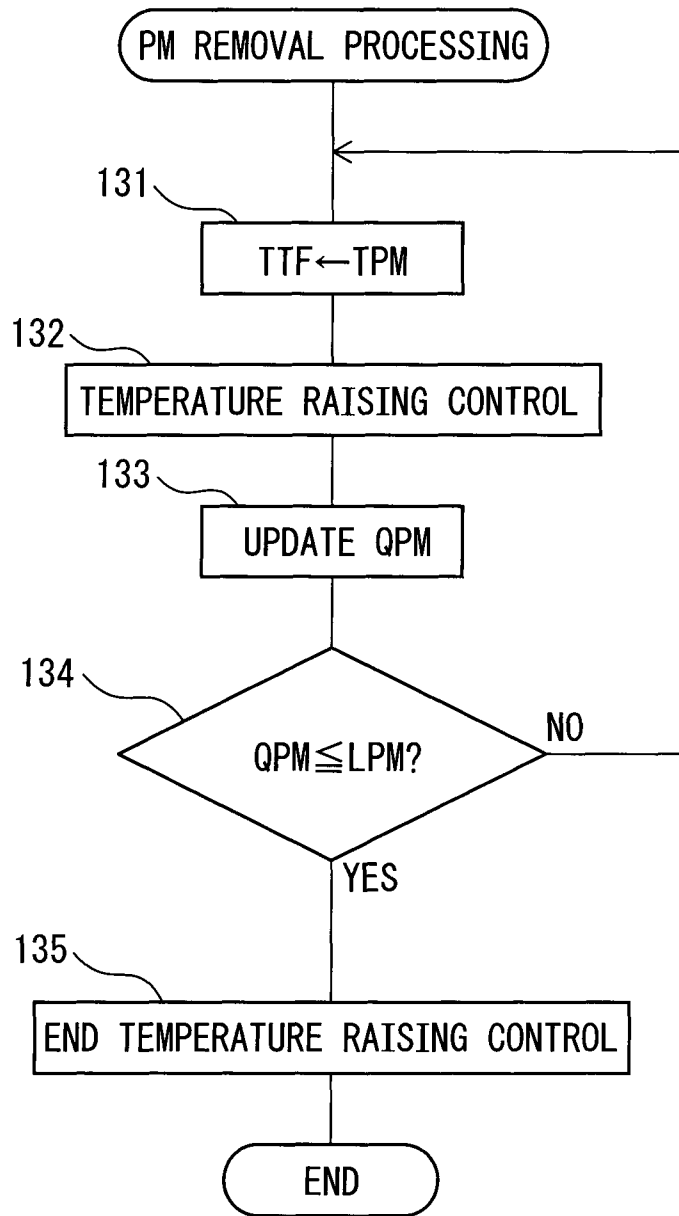 PM REMOVAL PROCESSING
131
TTF←TPM
132
TEMPERATURE RAISING CONTROL
133
UPDATE QPM
134
QPM≦LPM?
NO
YES
135
END TEMPERATURE RAISING CONTROL
END